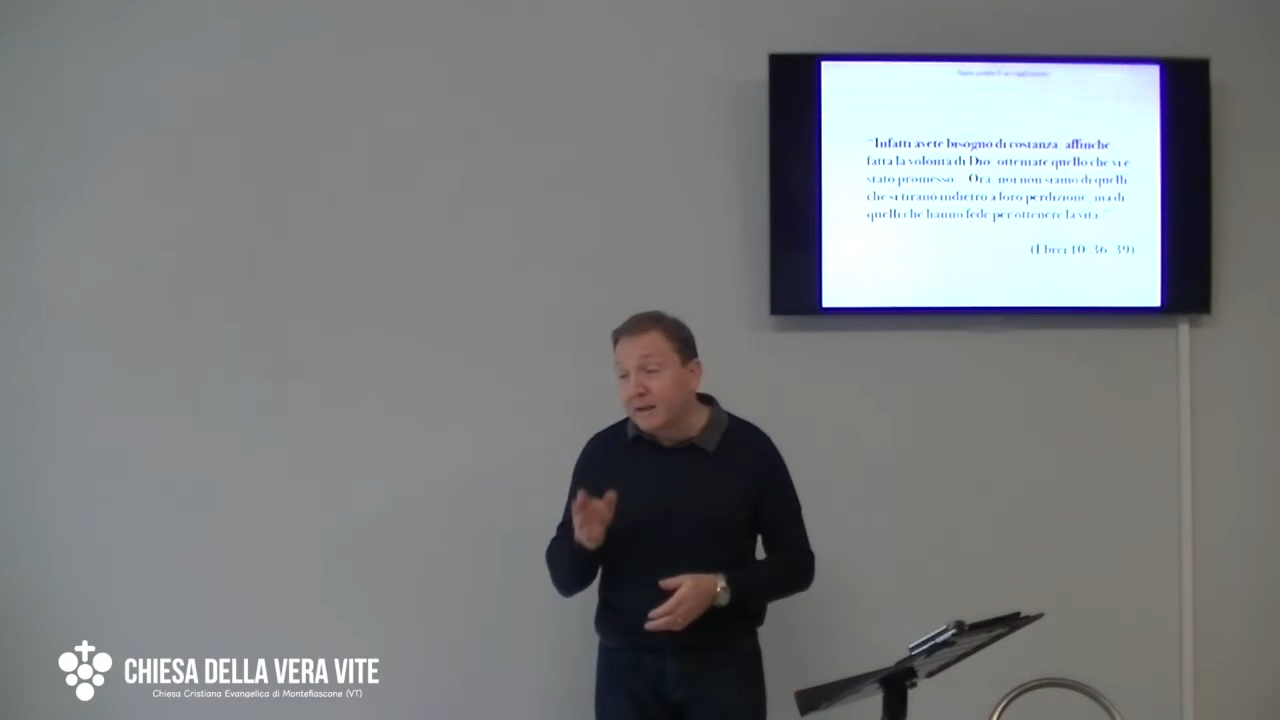 "Infatti avete bisogno di costanza, affinché
fatta la volontà di Dio, otteniate quello che vi è
stato promesso... Ora, noi non siamo di quelli
che si tirano indietro a loro perdizione, ma di
quelli che hanno fede per ottenere la vita."
(Ebrei 10:36, 39)
CHIESA DELLA VERA VITE
Chiesa Cristiana Evangelica di Montefiascone (VT)